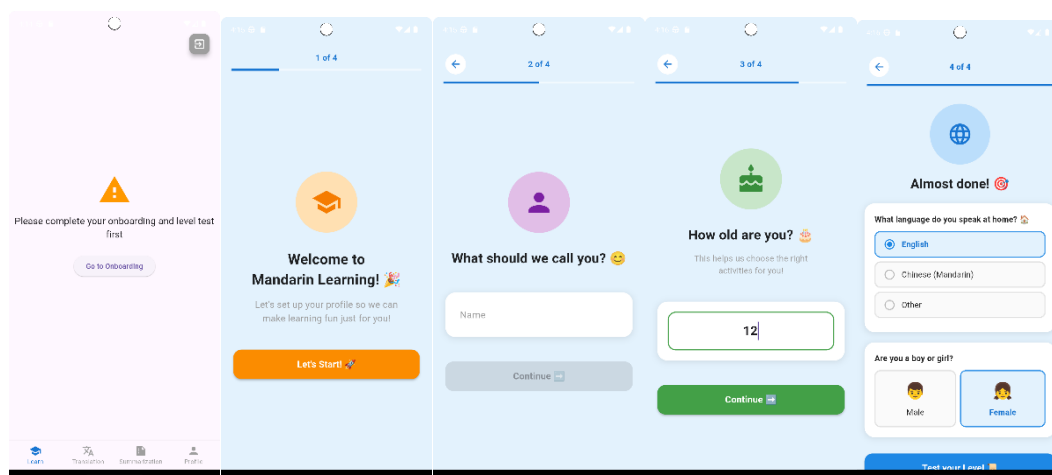 Please complete your onboarding and level test
first.
Go to Onboarding
Learn
Translation
Summarization
Profile
1 of 4
Welcome to
Mandarin Learning! 🎉
Let's set up your profile so we can
make learning fun just for you!
Let's Start! 🚀
2 of 4
What should we call you? 😊
Name
Continue ➡️
3 of 4
How old are you? 🎂
This helps us choose the right
activities for you!
12
Continue ➡️
4 of 4
Almost done! 🎯
What language do you speak at home? 🏠
English
Chinese (Mandarin)
Other
Are you a boy or girl?
Male
Female
Test your Level